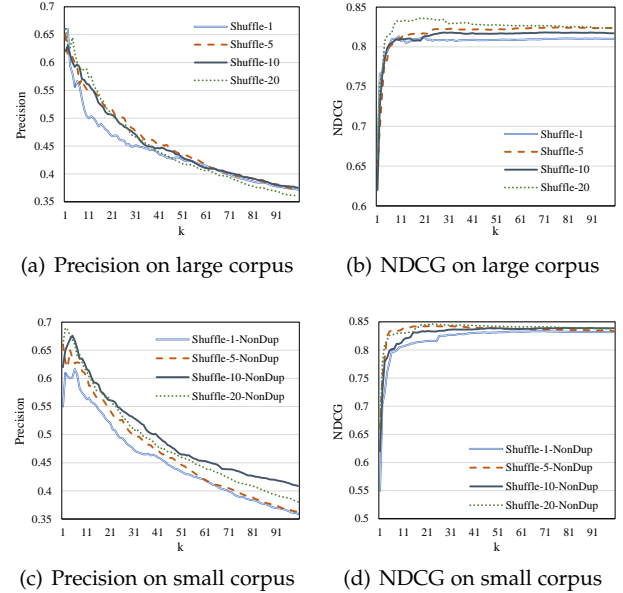 0.7
0.65
0.6
0.55
0.5
0.45
0.4
0.35
Precision
1 11 21 31 41 51 61 71 81 91
k
Shuffle-1
Shuffle-5
Shuffle-10
Shuffle-20
(a) Precision on large corpus
0.85
0.8
0.75
0.7
0.65
0.6
NDCG
1 11 21 31 41 51 61 71 81 91
k
Shuffle-1
Shuffle-5
Shuffle-10
Shuffle-20
(b) NDCG on large corpus
0.7
0.65
0.6
0.55
0.5
0.45
0.4
0.35
Precision
1 11 21 31 41 51 61 71 81 91
k
Shuffle-1-NonDup
Shuffle-5-NonDup
Shuffle-10-NonDup
Shuffle-20-NonDup
(c) Precision on small corpus
0.85
0.8
0.75
0.7
0.65
0.6
0.55
0.5
NDCG
1 11 21 31 41 51 61 71 81 91
k
Shuffle-1-NonDup
Shuffle-5-NonDup
Shuffle-10-NonDup
Shuffle-20-NonDup
(d) NDCG on small corpus